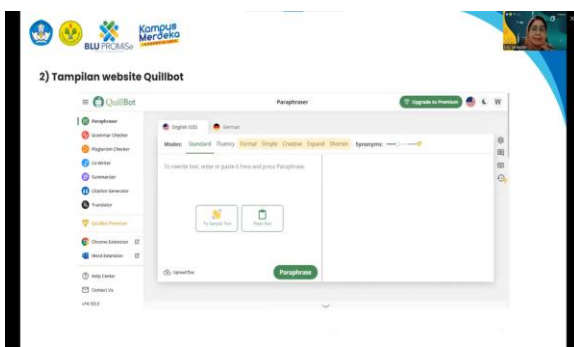 BLU PROMiSe
Kampus
Merdeka
2) Tampilan website Quillbot
QuillBot
Paraphraser
Upgrade to Premium
Paraphraser
Grammar Checker
Plagiarism Checker
Co-Writer
Summarizer
Citation Generator
Translator
QuillBot Premium
Chrome Extension
Word Extension
Help Center
Contact Us
English (US) German
Modes: Standard Fluency Formal Simple Creative Expand Shorten Synonyms:
To rewrite text, enter or paste it here and press Paraphrase.
Try Sample Text
Paste Text
Upload Doc
Paraphrase